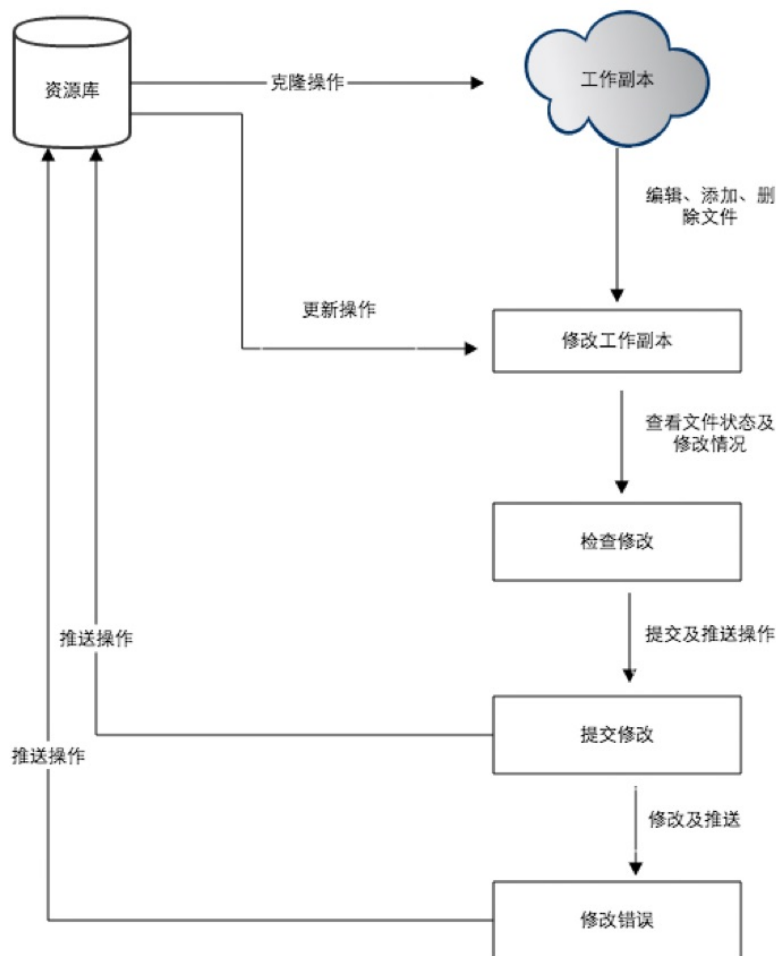 资源库
克隆操作
工作副本
编辑、添加、删
除文件
更新操作
修改工作副本
查看文件状态及
修改情况
检查修改
推送操作
提交及推送操作
提交修改
推送操作
修改及推送
修改错误